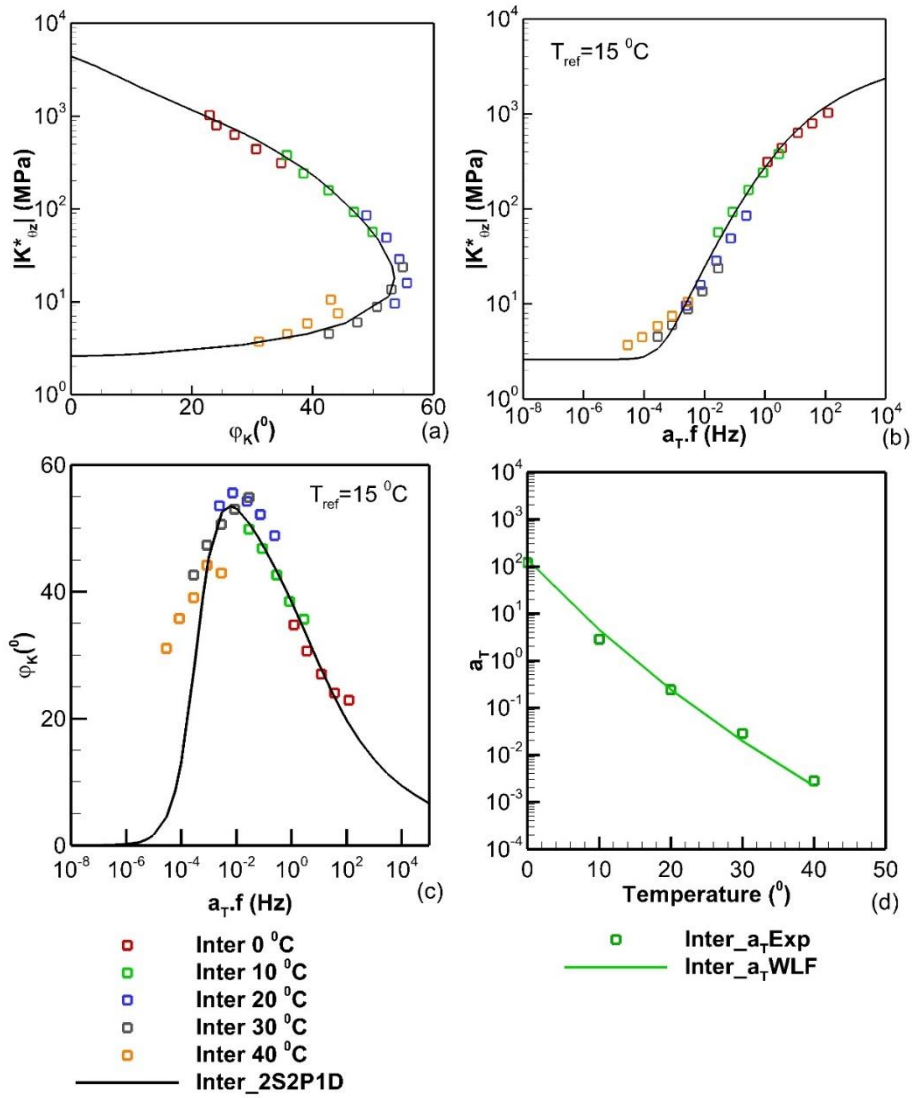 10⁴
10³
10²
10¹
10⁰
|K*θz| (MPa)
0 20 40 60
φK(⁰)
(a)
Tref=15 ⁰C
10⁴
10³
10²
10¹
10⁰
|K*θz| (MPa)
10⁻⁸ 10⁻⁶ 10⁻⁴ 10⁻² 10⁰ 10² 10⁴
aT.f (Hz)
(b)
Tref=15 ⁰C
60
40
20
0
φK(⁰)
10⁻⁸ 10⁻⁶ 10⁻⁴ 10⁻² 10⁰ 10² 10⁴
aT.f (Hz)
(c)
10⁴
10³
10²
10¹
10⁰
10⁻¹
10⁻²
10⁻³
10⁻⁴
aT
0 10 20 30 40 50
Temperature (⁰)
(d)
Inter 0 ⁰C
Inter 10 ⁰C
Inter 20 ⁰C
Inter 30 ⁰C
Inter 40 ⁰C
Inter_2S2P1D
Inter_aTExp
Inter_aTWLF